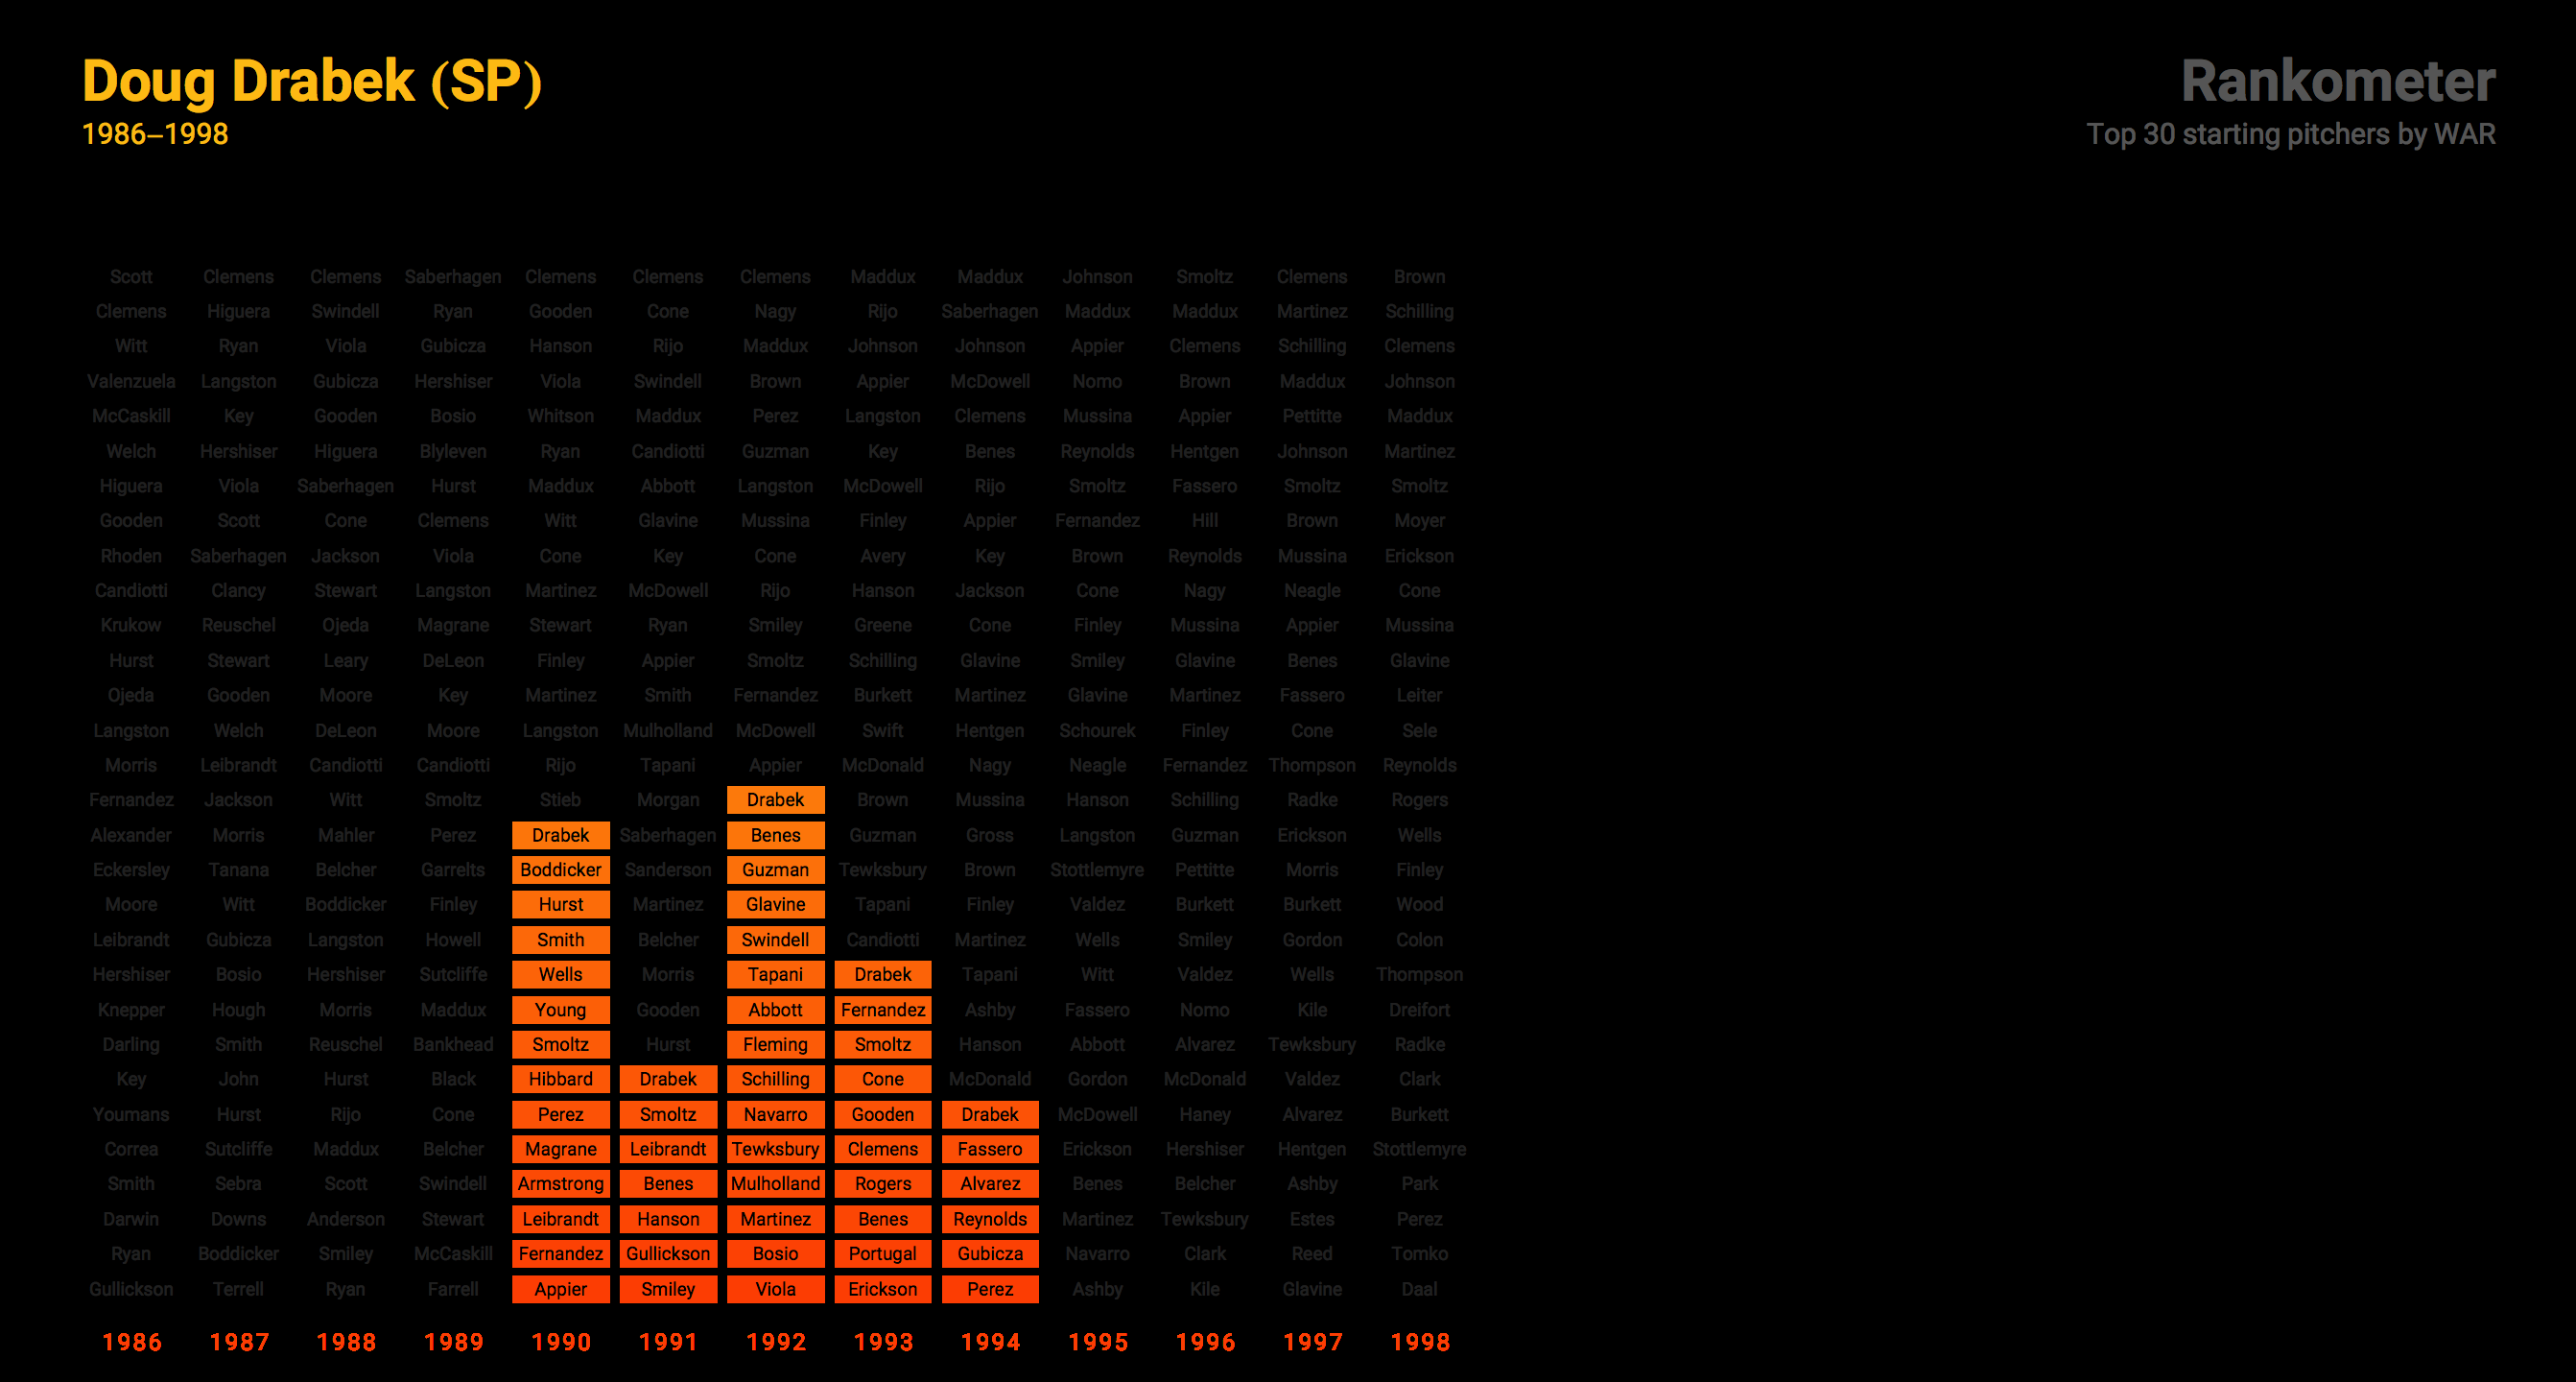 Doug Drabek (SP)
1986–1998
Rankometer
Top 30 starting pitchers by WAR
Scott Clemens Clemens Saberhagen Clemens Clemens Clemens Maddux Maddux Johnson Smoltz Clemens Brown
Clemens Higuera Swindell Ryan Gooden Cone Nagy Rijo Saberhagen Maddux Maddux Martinez Schilling
Witt Ryan Viola Gubicza Hanson Rijo Maddux Johnson Johnson Appier Clemens Schilling Clemens
Valenzuela Langston Gubicza Hershiser Viola Swindell Brown Appier McDowell Nomo Brown Maddux Johnson
McCaskill Key Gooden Bosio Whitson Maddux Perez Langston Clemens Mussina Appier Pettitte Maddux
Welch Hershiser Higuera Blyleven Ryan Candiotti Guzman Key Benes Reynolds Hentgen Johnson Martinez
Higuera Viola Saberhagen Hurst Maddux Abbott Langston McDowell Rijo Smoltz Fassero Smoltz Smoltz
Gooden Scott Cone Clemens Witt Glavine Mussina Finley Appier Fernandez Hill Brown Moyer
Rhoden Saberhagen Jackson Viola Cone Key Cone Avery Key Brown Reynolds Mussina Erickson
Candiotti Clancy Stewart Langston Martinez McDowell Rijo Hanson Jackson Cone Nagy Neagle Cone
Krukow Reuschel Ojeda Magrane Stewart Ryan Smiley Greene Cone Finley Mussina Appier Mussina
Hurst Stewart Leary DeLeon Finley Appier Smoltz Schilling Glavine Smiley Glavine Benes Glavine
Ojeda Gooden Moore Key Martinez Smith Fernandez Burkett Martinez Glavine Martinez Fassero Leiter
Langston Welch DeLeon Moore Langston Mulholland McDowell Swift Hentgen Schourek Finley Cone Sele
Morris Leibrandt Candiotti Candiotti Rijo Tapani Appier McDonald Nagy Neagle Fernandez Thompson Reynolds
Fernandez Jackson Witt Smoltz Stieb Morgan Drabek Brown Mussina Hanson Schilling Radke Rogers
Alexander Morris Mahler Perez Drabek Saberhagen Benes Guzman Gross Langston Guzman Erickson Wells
Eckersley Tanana Belcher Garrelts Boddicker Sanderson Guzman Tewksbury Brown Stottlemyre Pettitte Morris Finley
Moore Witt Boddicker Finley Hurst Martinez Glavine Tapani Finley Valdez Burkett Burkett Wood
Leibrandt Gubicza Langston Howell Smith Belcher Swindell Candiotti Martinez Wells Smiley Gordon Colon
Hershiser Bosio Hershiser Sutcliffe Wells Morris Tapani Drabek Tapani Witt Valdez Wells Thompson
Knepper Hough Morris Maddux Young Gooden Abbott Fernandez Ashby Fassero Nomo Kile Dreifort
Darling Smith Reuschel Bankhead Smoltz Hurst Fleming Smoltz Hanson Abbott Alvarez Tewksbury Radke
Key John Hurst Black Hibbard Drabek Schilling Cone McDonald Gordon McDonald Valdez Clark
Youmans Hurst Rijo Cone Perez Smoltz Navarro Gooden Drabek McDowell Haney Alvarez Burkett
Correa Sutcliffe Maddux Belcher Magrane Leibrandt Tewksbury Clemens Fassero Erickson Hershiser Hentgen Stottlemyre
Smith Sebra Scott Swindell Armstrong Benes Mulholland Rogers Alvarez Benes Belcher Ashby Park
Darwin Downs Anderson Stewart Leibrandt Hanson Martinez Benes Reynolds Martinez Tewksbury Estes Perez
Ryan Boddicker Smiley McCaskill Fernandez Gullickson Bosio Portugal Gubicza Navarro Clark Reed Tomko
Gullickson Terrell Ryan Farrell Appier Smiley Viola Erickson Perez Ashby Kile Glavine Daal
1986 1987 1988 1989 1990 1991 1992 1993 1994 1995 1996 1997 1998